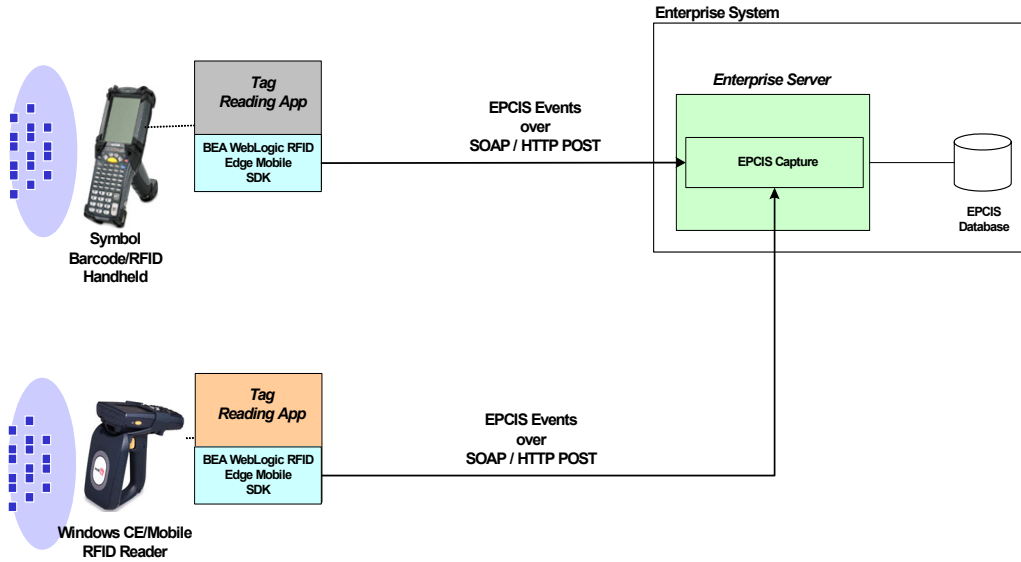 Enterprise System
Tag
Reading App
BEA WebLogic RFID
Edge Mobile
SDK
Symbol
Barcode/RFID
Handheld
EPCIS Events
over
SOAP / HTTP POST
Enterprise Server
EPCIS Capture
EPCIS
Database
Tag
Reading App
BEA WebLogic RFID
Edge Mobile
SDK
Windows CE/Mobile
RFID Reader
EPCIS Events
over
SOAP / HTTP POST